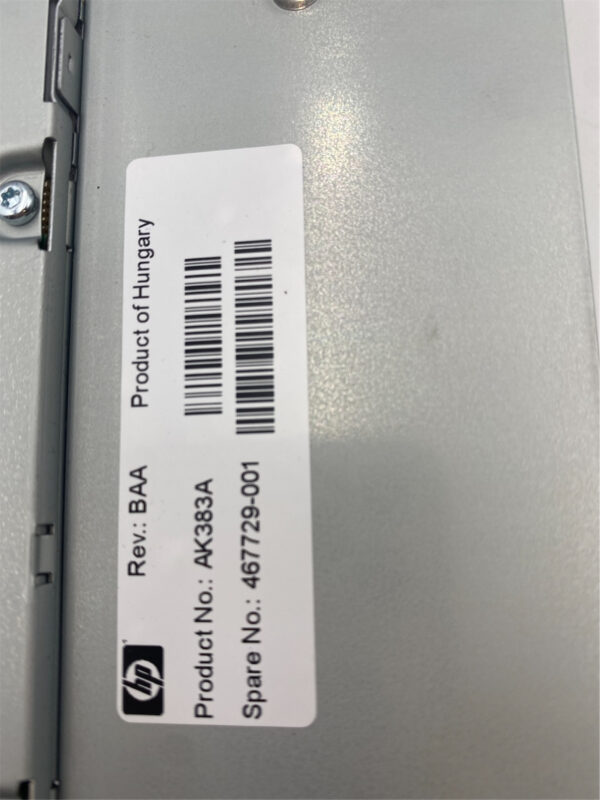 hp
Rev.: BAA Product of Hungary
Product No.: AK383A
Spare No.: 467729-001